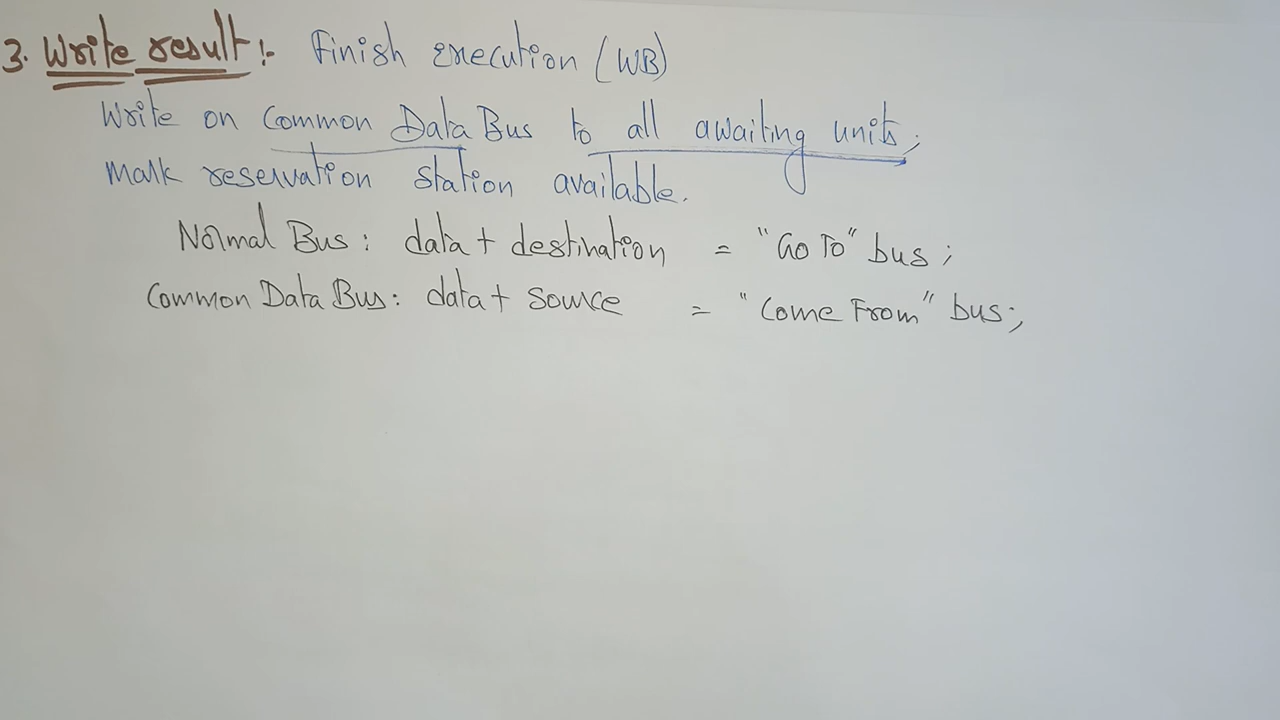 3. Write result :- Finish execution (WB)
Write on Common Data Bus to all awaiting units;
Mark reservation station available.
Normal Bus: data + destination = "Go To" bus;
Common Data Bus: data + source = "Come From" bus;